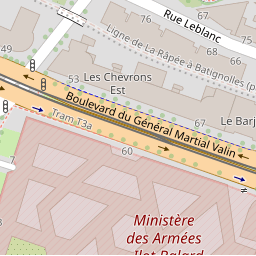 Rue Leblanc
76
Ligne de La Rapée à Batignolles (p
65
49
53
Les Chevrons
Est
Boulevard du Général Martial Valin
67
Le Barj
Tram T3a
60
Ministère
des Armées
Ilot Balard